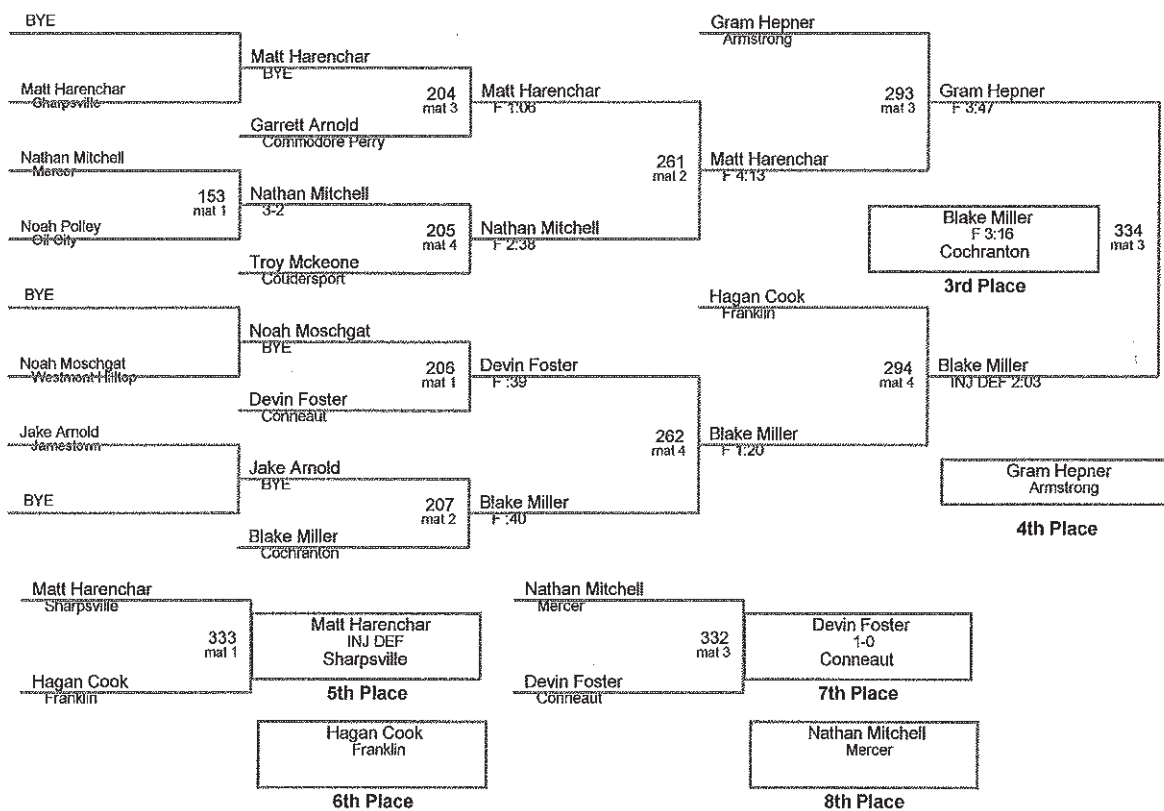 BYE
Matt Harenchar
Sharpsville
Nathan Mitchell
Mercer
153
mat 1
Noah Polley
Oil City
BYE
Noah Moschgat
Westmont Hilltop
Jake Arnold
Jamestown
BYE
Matt Harenchar
BYE
204
mat 3
Garrett Arnold
Commodore Perry
Nathan Mitchell
3-2
205
mat 4
Troy Mckeone
Coudersport
Noah Moschgat
BYE
206
mat 1
Devin Foster
Conneaut
Jake Arnold
BYE
207
mat 2
Blake Miller
Cochranton
Matt Harenchar
F 1:06
261
mat 2
Nathan Mitchell
F 2:38
Devin Foster
F :39
262
mat 4
Blake Miller
F :40
Gram Hepner
Armstrong
293
mat 3
Matt Harenchar
F 4:13
Hagan Cook
Franklin
294
mat 4
Blake Miller
F 1:20
Gram Hepner
F 3:47
334
mat 3
Blake Miller
INJ DEF 2:03
Blake Miller
F 3:16
Cochranton
3rd Place
Gram Hepner
Armstrong
4th Place
Matt Harenchar
Sharpsville
333
mat 1
Hagan Cook
Franklin
Matt Harenchar
INJ DEF
Sharpsville
5th Place
Hagan Cook
Franklin
6th Place
Nathan Mitchell
Mercer
332
mat 3
Devin Foster
Conneaut
Devin Foster
1-0
Conneaut
7th Place
Nathan Mitchell
Mercer
8th Place